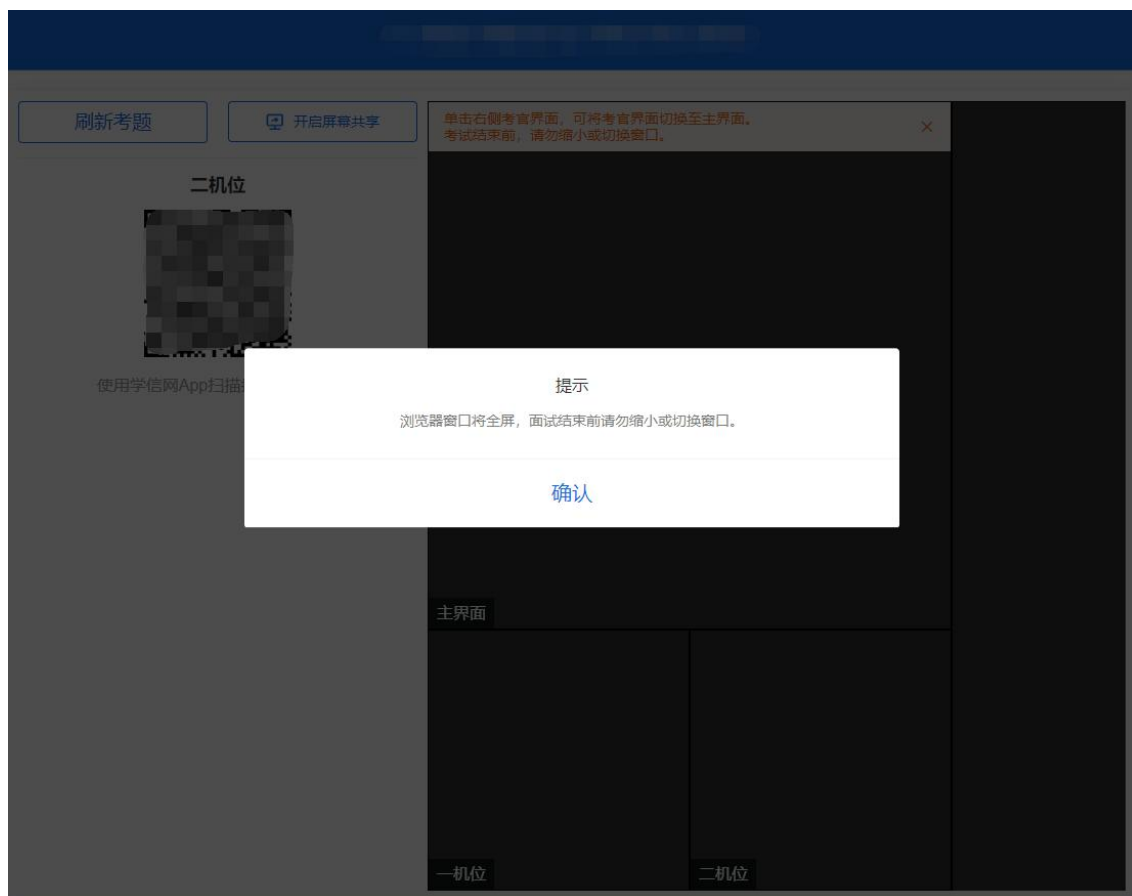 刷新考题
开启屏幕共享
单击右侧考官界面，可将考官界面切换至主界面。
考试结束前，请勿缩小或切换窗口。
二机位
使用学信网App扫描
提示
浏览器窗口将全屏，面试结束前请勿缩小或切换窗口。
确认
主界面
一机位
二机位